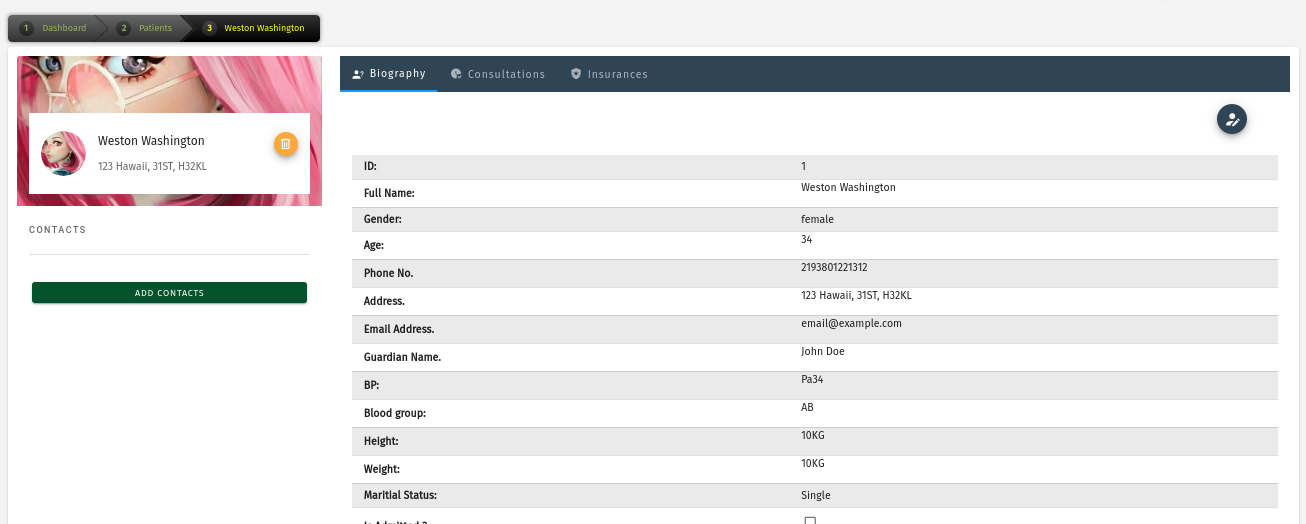 1 Dashboard 2 Patients 3 Weston Washington
Biography Consultations Insurances
Weston Washington
123 Hawaii, 31ST, H32KL
CONTACTS
ADD CONTACTS
ID: 1
Full Name: Weston Washington
Gender: female
Age: 34
Phone No. 2193801221312
Address. 123 Hawaii, 31ST, H32KL
Email Address. email@example.com
Guardian Name. John Doe
BP: Pa34
Blood group: AB
Height: 10KG
Weight: 10KG
Maritial Status: Single
Is Admitted ?